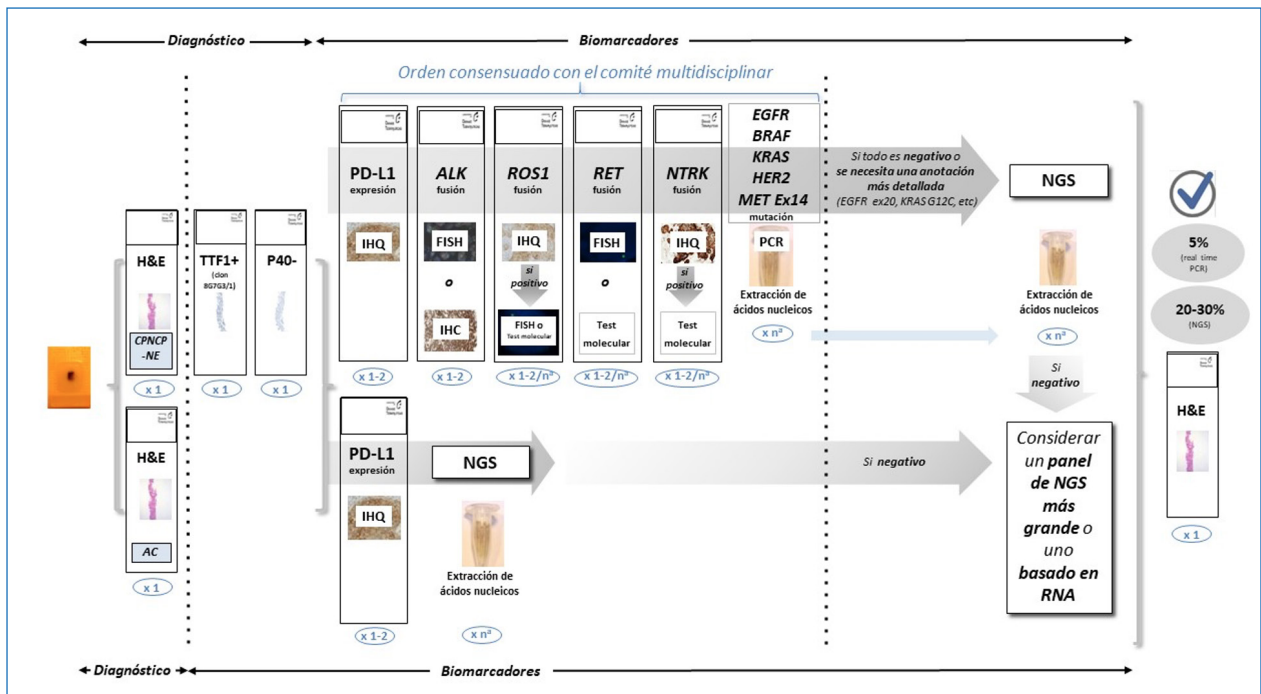 Diagnóstico
Biomarcadores
Orden consensuado con el comité multidisciplinar
H&E
CPNCP
-NE
x 1
H&E
AC
x 1
TTF1+
(clon
8G7G3/1)
x 1
P40-
x 1
PD-L1
expresión
IHQ
x 1-2
ALK
fusión
FISH
o
IHC
x 1-2
ROS1
fusión
IHQ
si
positivo
FISH o
Test molecular
x 1-2/nª
RET
fusión
FISH
o
Test
molecular
x 1-2/nª
NTRK
fusión
IHQ
si
positivo
Test
molecular
x 1-2/nª
EGFR
BRAF
KRAS
HER2
MET Ex14
mutación
PCR
Extracción de
ácidos nucleicos
x nª
Si todo es negativo o
se necesita una anotación
más detallada
(EGFR ex20, KRAS G12C, etc)
NGS
Extracción de
ácidos nucleicos
x nª
Si
negativo
PD-L1
expresión
IHQ
x 1-2
NGS
Extracción de
ácidos nucleicos
x nª
Si negativo
Considerar
un panel
de NGS
más
grande o
uno
basado en
RNA
5%
(real time
PCR)
20-30%
(NGS)
H&E
x 1
Diagnóstico
Biomarcadores